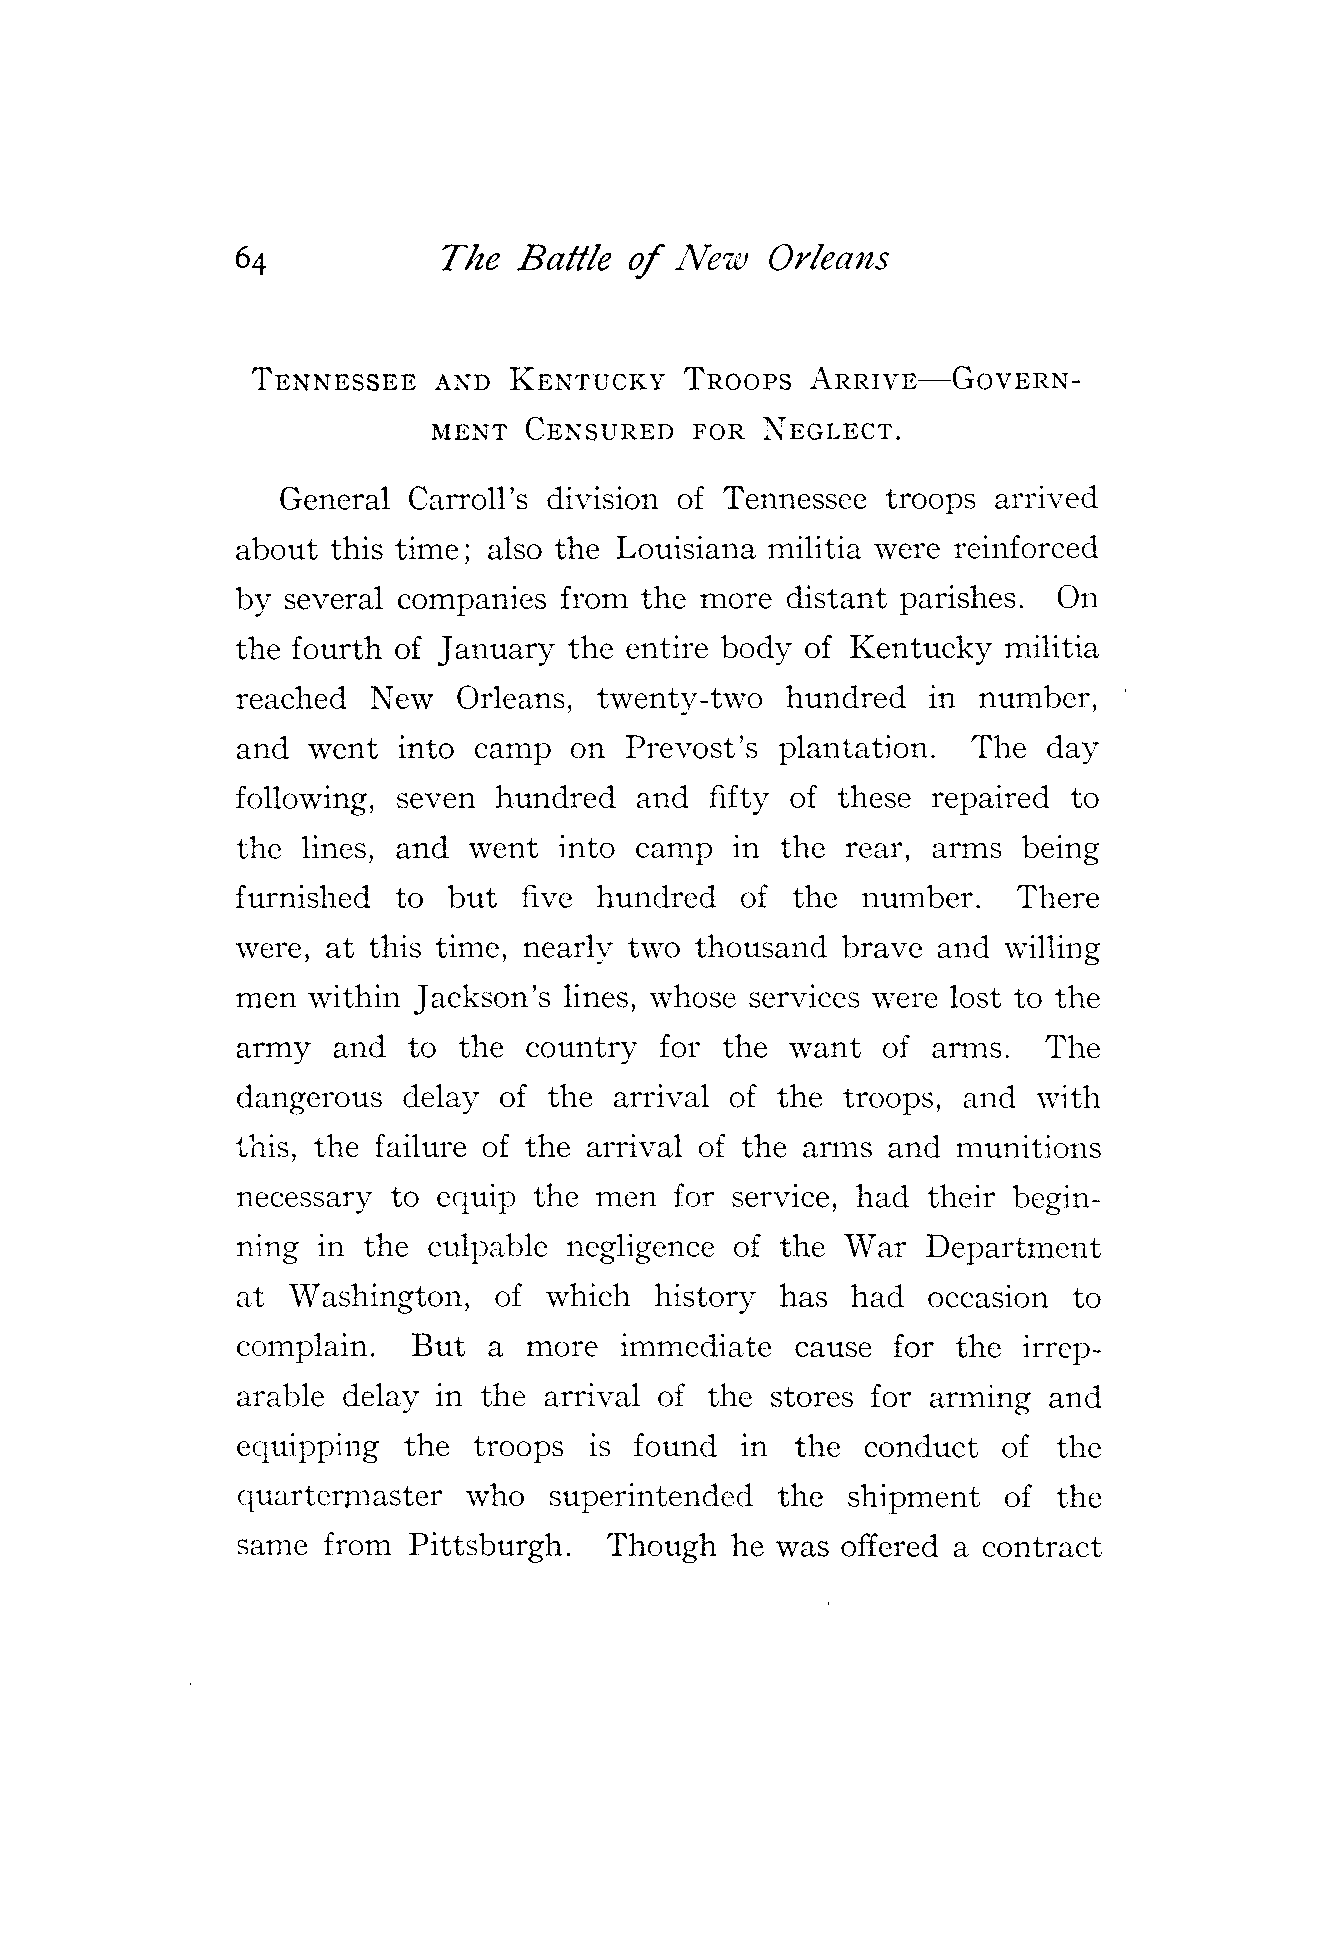 64 The Battle of New Orleans
Tennessee and Kentucky Troops Arrive—Govern-
ment Censured for Neglect.
General Carroll's division of Tennessee troops arrived
about this time; also the Louisiana militia were reinforced
by several companies from the more distant parishes. On
the fourth of January the entire body of Kentucky militia
reached New Orleans, twenty-two hundred in number,
and went into camp on Prevost's plantation. The day
following, seven hundred and fifty of these repaired to
the lines, and went into camp in the rear, arms being
furnished to but five hundred of the number. There
were, at this time, nearly two thousand brave and willing
men within Jackson's lines, whose services were lost to the
army and to the country for the want of arms. The
dangerous delay of the arrival of the troops, and with
this, the failure of the arrival of the arms and munitions
necessary to equip the men for service, had their begin-
ning in the culpable negligence of the War Department
at Washington, of which history has had occasion to
complain. But a more immediate cause for the irrep-
arable delay in the arrival of the stores for arming and
equipping the troops is found in the conduct of the
quartermaster who superintended the shipment of the
same from Pittsburgh. Though he was offered a contract